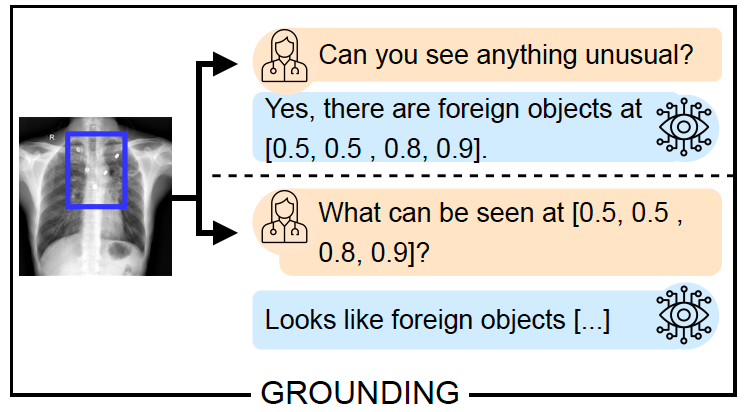 Can you see anything unusual?
Yes, there are foreign objects at
[0.5, 0.5 , 0.8, 0.9].
R
What can be seen at [0.5, 0.5 ,
0.8, 0.9]?
Looks like foreign objects [...]
GROUNDING